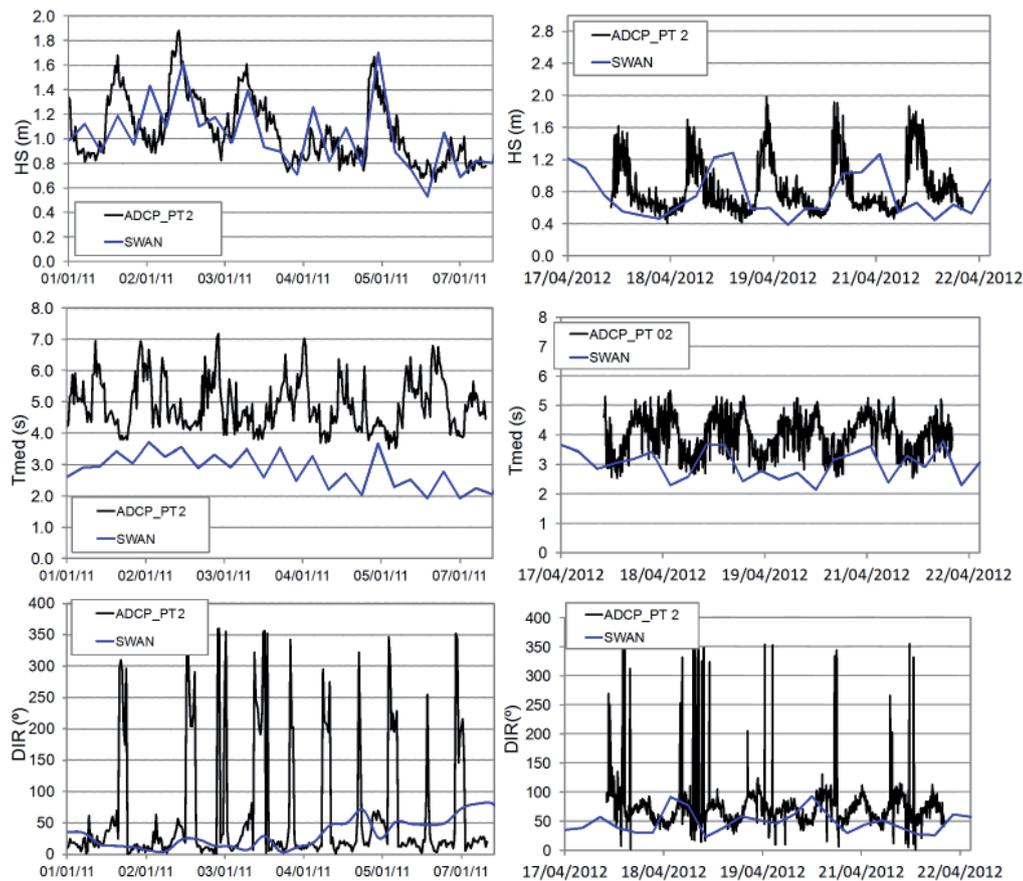 HS (m)
2.0
1.8
1.6
1.4
1.2
1.0
0.8
0.6
0.4
0.2
0.0
ADCP_PT2
SWAN
01/01/11 02/01/11 03/01/11 04/01/11 05/01/11 07/01/11
HS (m)
2.8
2.4
2.0
1.6
1.2
0.8
0.4
0.0
ADCP_PT 2
SWAN
17/04/2012 18/04/2012 19/04/2012 21/04/2012 22/04/2012
Tmed (s)
8.0
7.0
6.0
5.0
4.0
3.0
2.0
1.0
0.0
ADCP_PT2
SWAN
01/01/11 02/01/11 03/01/11 04/01/11 05/01/11 07/01/11
Tmed (s)
8
7
6
5
4
3
2
1
0
ADCP_PT 02
SWAN
17/04/2012 18/04/2012 19/04/2012 21/04/2012 22/04/2012
DIR (º)
400
350
300
250
200
150
100
50
0
ADCP_PT2
SWAN
01/01/11 02/01/11 03/01/11 04/01/11 05/01/11 07/01/11
DIR(º)
400
350
300
250
200
150
100
50
0
ADCP_PT 2
SWAN
17/04/2012 18/04/2012 19/04/2012 21/04/2012 22/04/2012